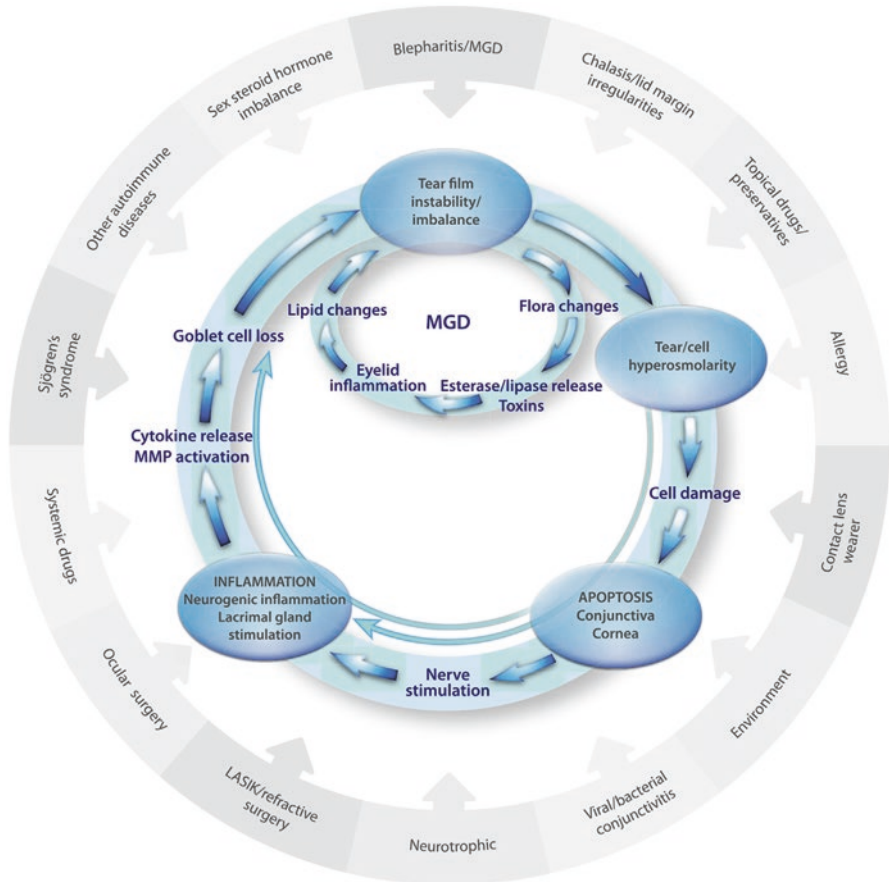 Blepharitis/MGD
Chalasis/lid margin
irregularities
Topical drugs/
preservatives
Allergy
Contact lens
wearer
Environment
Viral/bacterial
conjunctivitis
Neurotrophic
LASIK/refractive
surgery
Ocular surgery
Systemic drugs
Sjögren's
syndrome
Other autoimmune
diseases
Sex steroid hormone
imbalance
Tear film
instability/
imbalance
Flora changes
Esterase/lipase release
Toxins
Eyelid
inflammation
Lipid changes
MGD
Tear/cell
hyperosmolarity
Cell damage
APOPTOSIS
Conjunctiva
Cornea
Nerve
stimulation
INFLAMMATION
Neurogenic inflammation
Lacrimal gland
stimulation
Cytokine release
MMP activation
Goblet cell loss